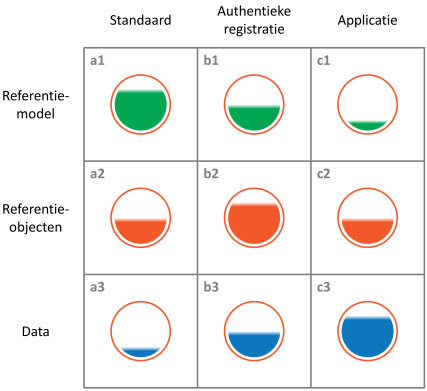 Standaard
Authentieke
registratie
Applicatie
Referentie-
model
a1
b1
c1
Referentie-
objecten
a2
b2
c2
Data
a3
b3
c3